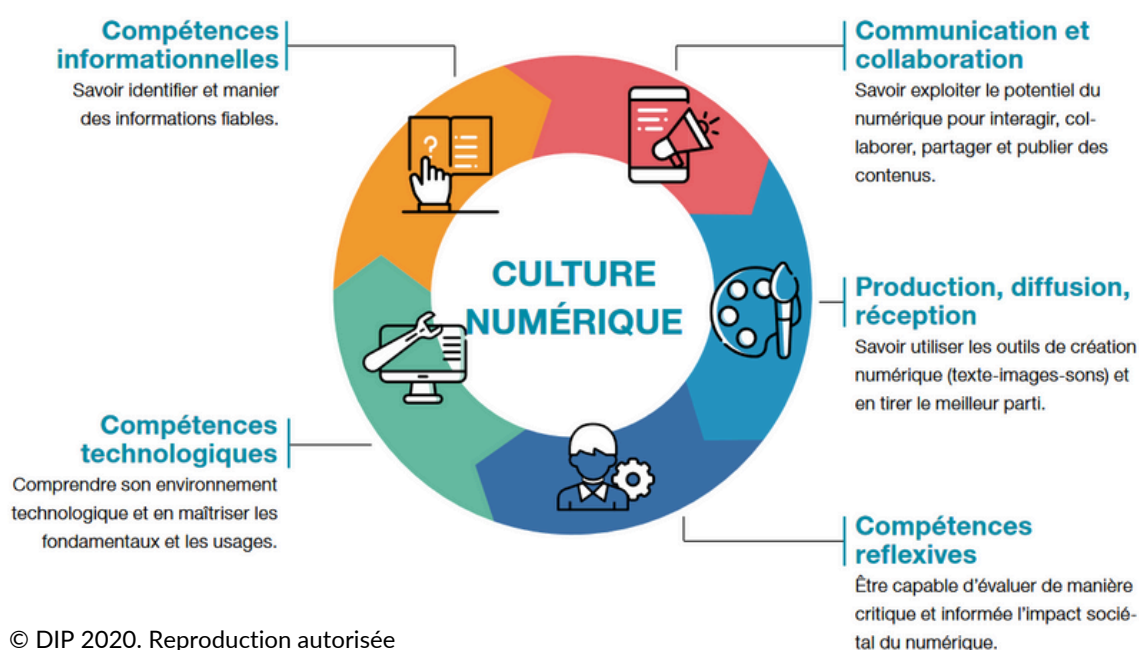 Compétences
informationnelles
Savoir identifier et manier
des informations fiables.
Communication et
collaboration
Savoir exploiter le potentiel du
numérique pour interagir, col-
laborer, partager et publier des
contenus.
?
CULTURE
NUMÉRIQUE
Production, diffusion,
réception
Savoir utiliser les outils de création
numérique (texte-images-sons) et
en tirer le meilleur parti.
Compétences
technologiques
Comprendre son environnement
technologique et en maîtriser les
fondamentaux et les usages.
Compétences
reflexives
Être capable d'évaluer de manière
critique et informée l'impact socié-
tal du numérique.
© DIP 2020. Reproduction autorisée